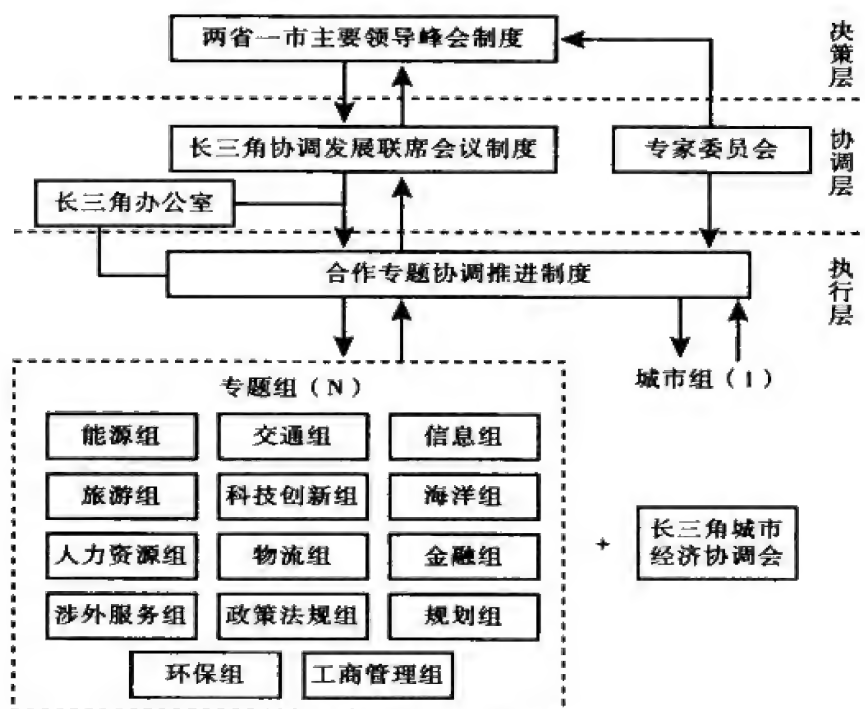 两省一市主要领导峰会制度
决策层
长三角协调发展联席会议制度
专家委员会
协调层
长三角办公室
合作专题协调推进制度
执行层
专题组（N）
城市组（1）
能源组
交通组
信息组
旅游组
科技创新组
海洋组
人力资源组
物流组
金融组
+
长三角城市
经济协调会
涉外服务组
政策法规组
规划组
环保组
工商管理组